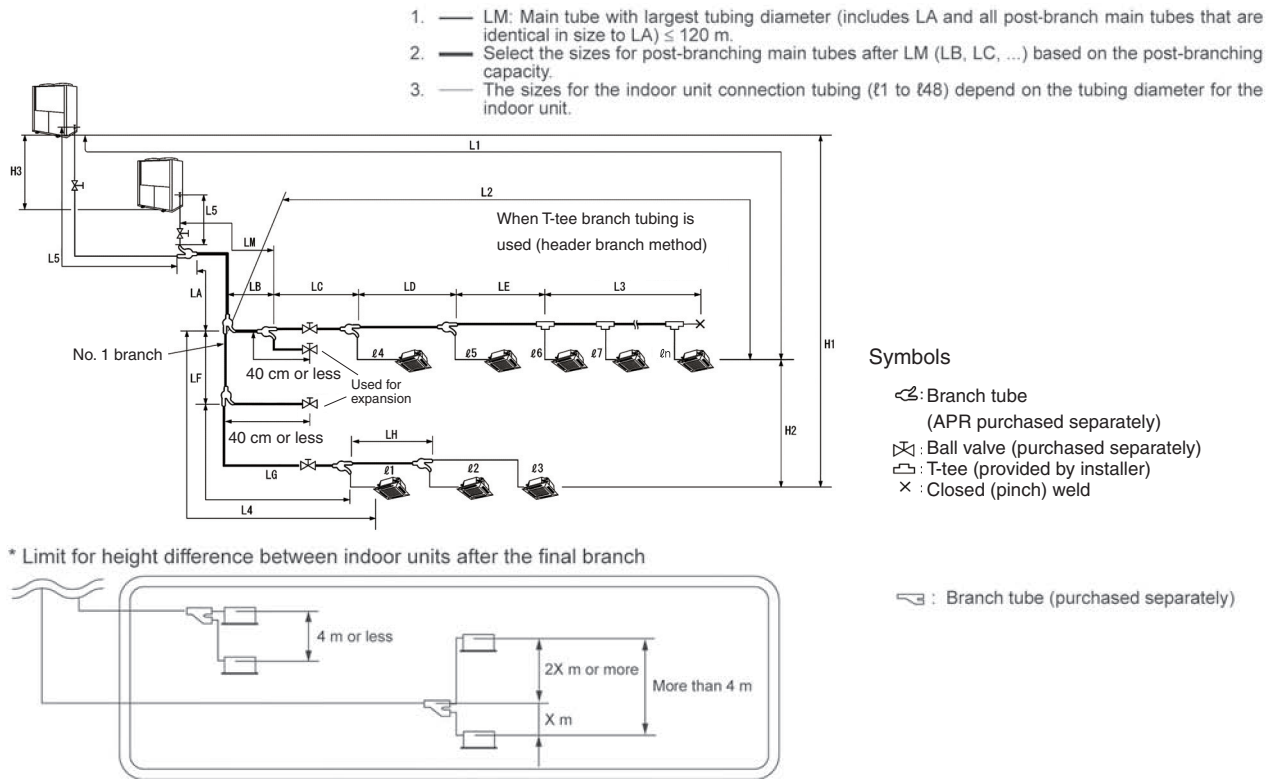 1. LM: Main tube with largest tubing diameter (includes LA and all post-branch main tubes that are
identical in size to LA) ≤ 120 m.
2. Select the sizes for post-branching main tubes after LM (LB, LC, ...) based on the post-branching
capacity.
3. The sizes for the indoor unit connection tubing (ℓ1 to ℓ48) depend on the tubing diameter for the
indoor unit.
L1
H3
L2
L5
When T-tee branch tubing is
used (header branch method)
LM
L5
LA
LB
LC
LD
LE
L3
H1
No. 1 branch
ℓ4
ℓ5
ℓ6
ℓ7
ℓn
40 cm or less
Used for
expansion
LF
40 cm or less
H2
LH
LG
ℓ1
ℓ2
ℓ3
L4
Symbols
: Branch tube
(APR purchased separately)
: Ball valve (purchased separately)
: T-tee (provided by installer)
× : Closed (pinch) weld
* Limit for height difference between indoor units after the final branch
4 m or less
2X m or more
More than 4 m
X m
: Branch tube (purchased separately)